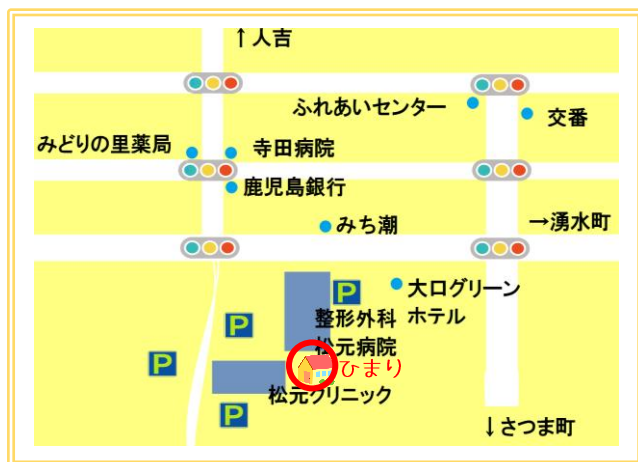 ↑人吉
ふれあいセンター
交番
みどりの里薬局
寺田病院
鹿児島銀行
みち潮
→湧水町
P
大口グリーン
ホテル
整形外科
松元病院
P
P
ひまり
松元クリニック
P
↓さつま町